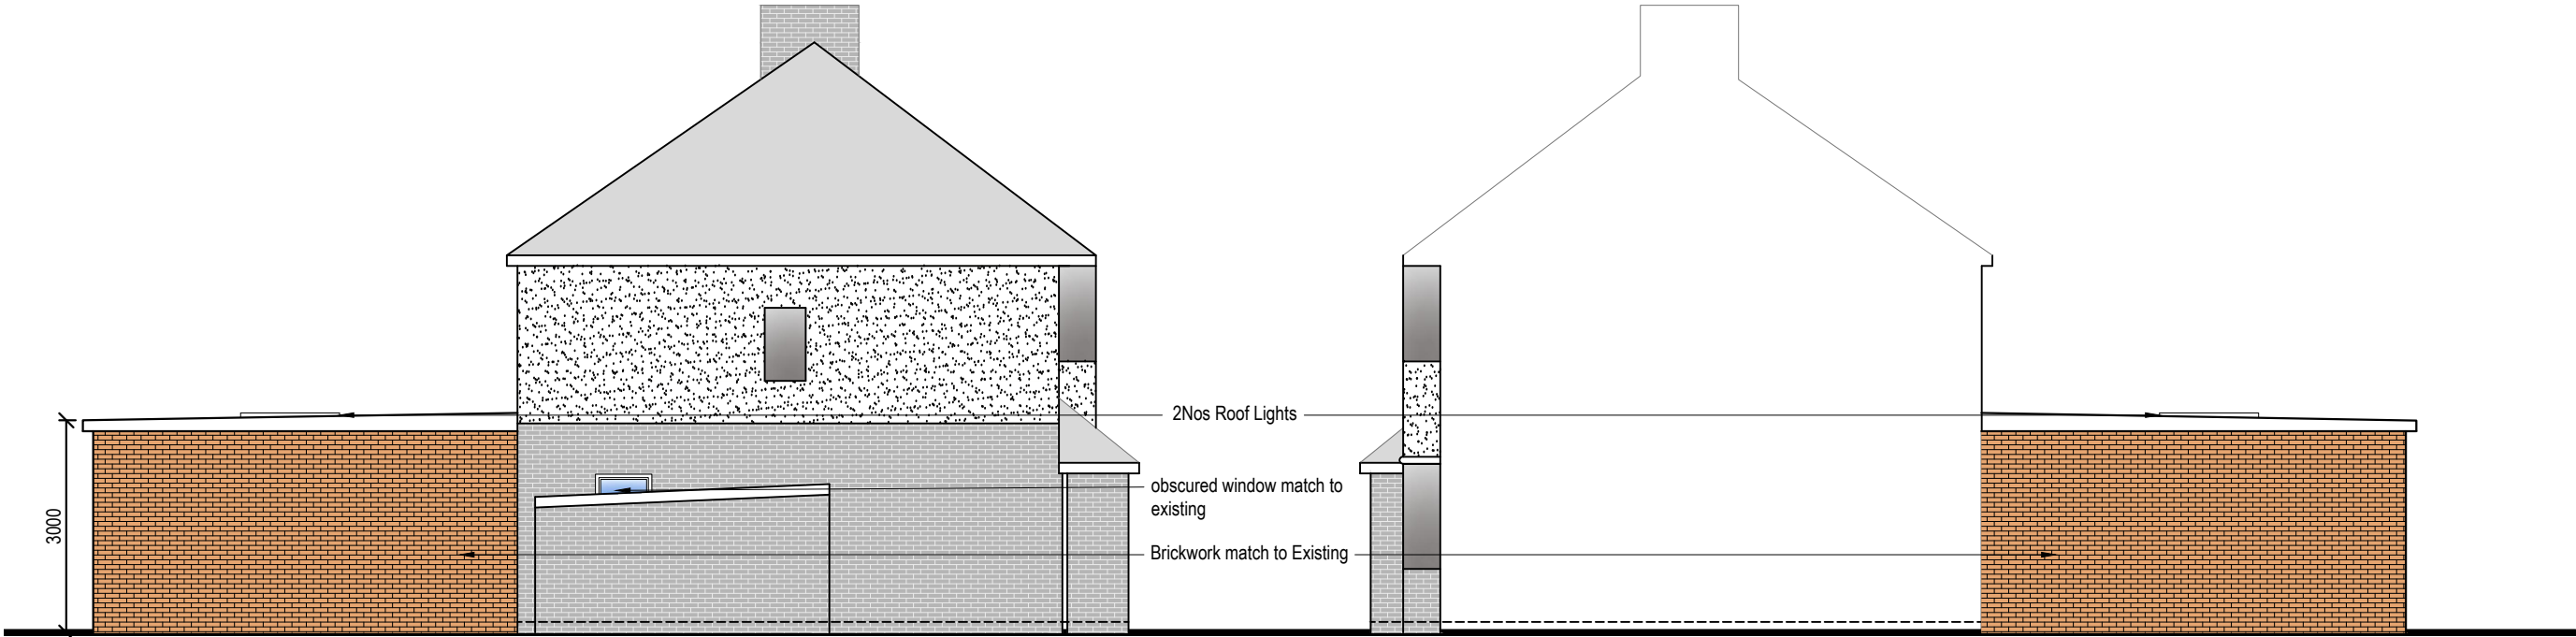 2Nos Roof Lights
obscured window match to
existing
3000
Brickwork match to Existing